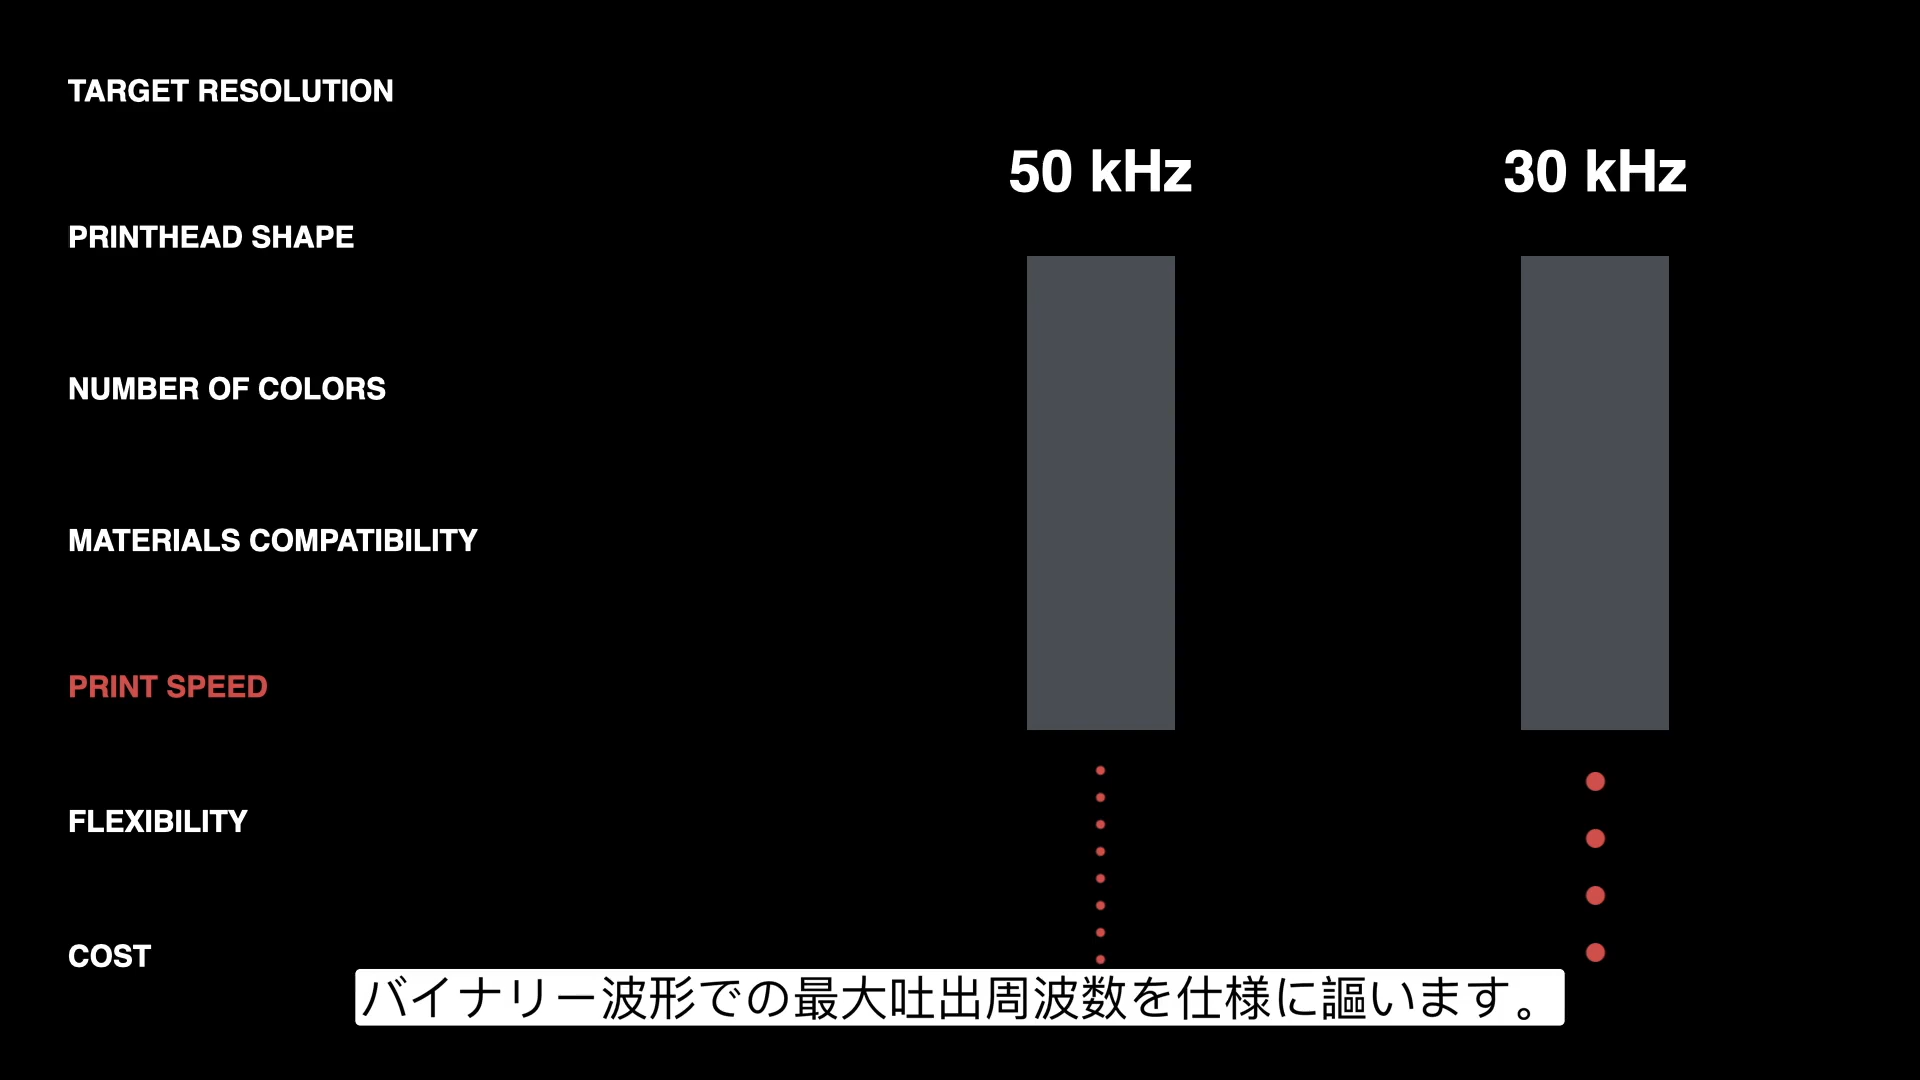 TARGET RESOLUTION
PRINTHEAD SHAPE
NUMBER OF COLORS
MATERIALS COMPATIBILITY
PRINT SPEED
FLEXIBILITY
COST
50 kHz
30 kHz
バイナリー波形での最大吐出周波数を仕様に謳います。